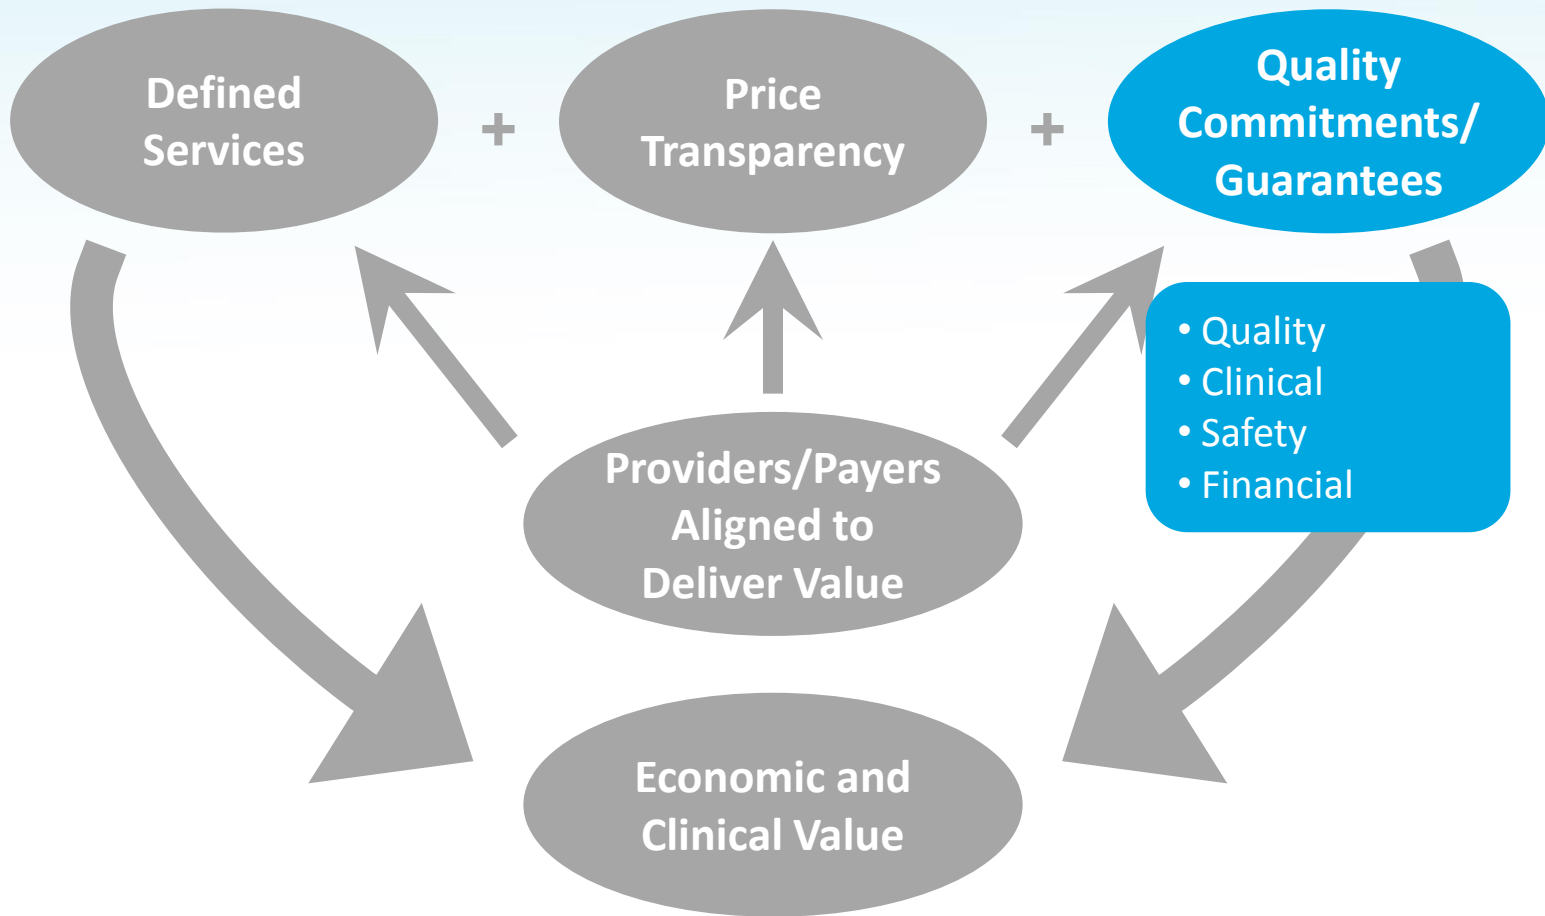 Defined
Services
+
Price
Transparency
+
Quality
Commitments/
Guarantees
• Quality
• Clinical
• Safety
• Financial
Providers/Payers
Aligned to
Deliver Value
Economic and
Clinical Value